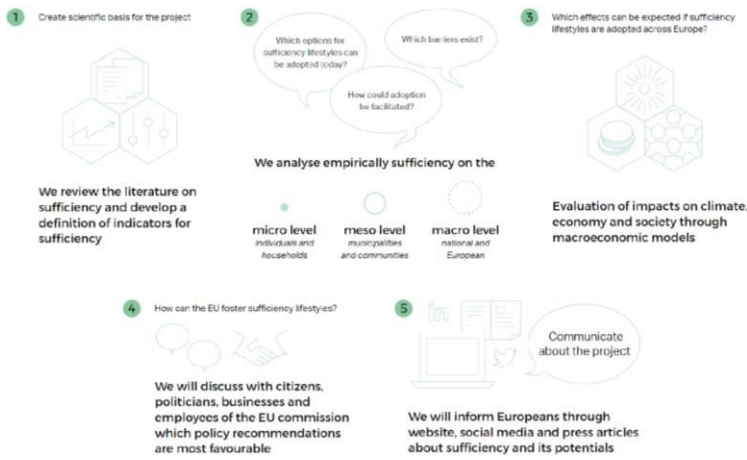 1 Create scientific basis for the project
We review the literature on
sufficiency and develop a
definition of indicators for
sufficiency
2
Which options for
sufficiency lifestyles can
be adopted today?
Which barriers exist?
How could adoption
be facilitated?
We analyse empirically sufficiency on the
micro level
individuals and
households
meso level
municipalities
and communities
macro level
national and
European
3 Which effects can be expected if sufficiency
lifestyles are adopted across Europe?
Evaluation of impacts on climate,
economy and society through
macroeconomic models
4 How can the EU foster sufficiency lifestyles?
We will discuss with citizens,
politicians, businesses and
employees of the EU commission
which policy recommendations
are most favourable
5
in
Communicate
about the project
We will inform Europeans through
website, social media and press articles
about sufficiency and its potentials